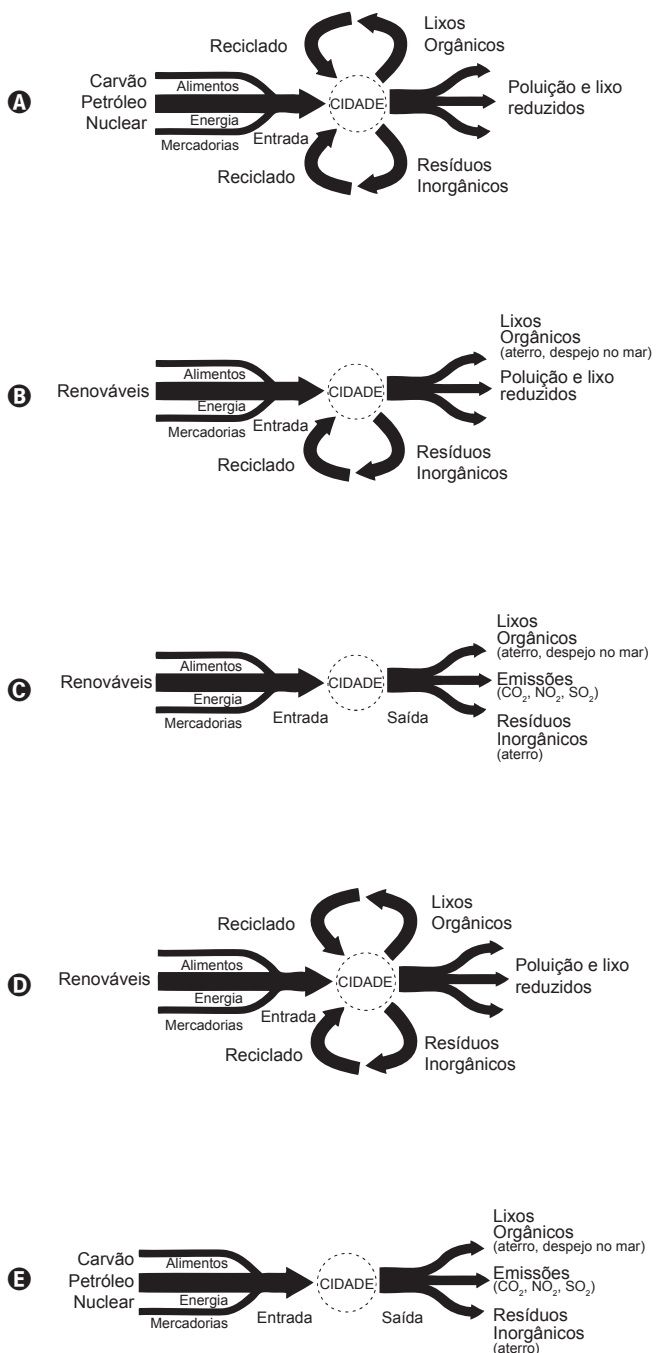 A
Carvão
Petróleo
Nuclear
Alimentos
Energia
Mercadorias
Entrada
Reciclado
Lixos
Orgânicos
CIDADE
Reciclado
Resíduos
Inorgânicos
Poluição e lixo
reduzidos
B
Renováveis
Alimentos
Energia
Mercadorias
Entrada
CIDADE
Reciclado
Resíduos
Inorgânicos
Lixos
Orgânicos
(aterro, despejo no mar)
Poluição e lixo
reduzidos
C
Renováveis
Alimentos
Energia
Mercadorias
Entrada
CIDADE
Saída
Lixos
Orgânicos
(aterro, despejo no mar)
Emissões
(CO₂, NO₂, SO₂)
Resíduos
Inorgânicos
(aterro)
D
Renováveis
Alimentos
Energia
Mercadorias
Entrada
Reciclado
Lixos
Orgânicos
CIDADE
Reciclado
Resíduos
Inorgânicos
Poluição e lixo
reduzidos
E
Carvão
Petróleo
Nuclear
Alimentos
Energia
Mercadorias
Entrada
CIDADE
Saída
Lixos
Orgânicos
(aterro, despejo no mar)
Emissões
(CO₂, NO₂, SO₂)
Resíduos
Inorgânicos
(aterro)